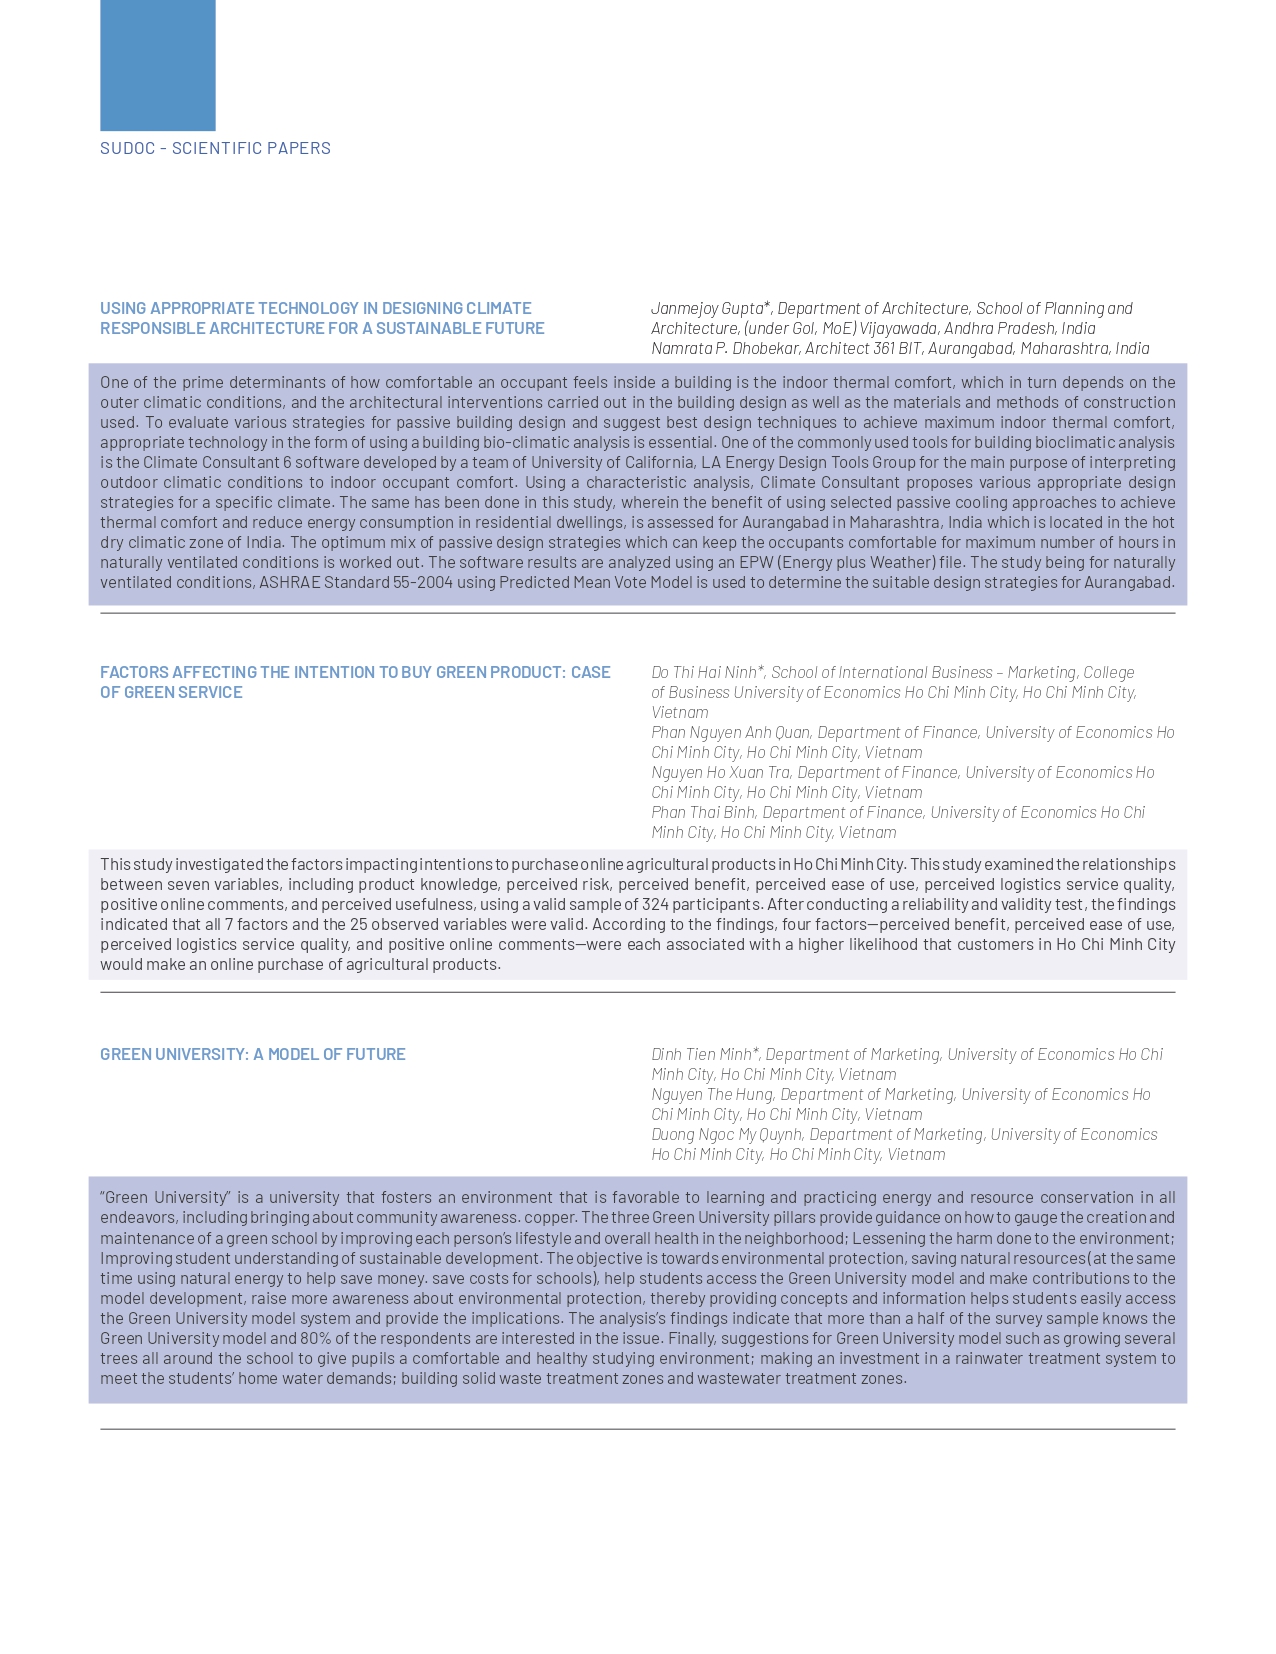 SUDOC - SCIENTIFIC PAPERS
USING APPROPRIATE TECHNOLOGY IN DESIGNING CLIMATE
RESPONSIBLE ARCHITECTURE FOR A SUSTAINABLE FUTURE
Janmejoy Gupta*, Department of Architecture, School of Planning and
Architecture, (under GoI, MoE) Vijayawada, Andhra Pradesh, India
Namrata P. Dhobekar, Architect 361 BIT, Aurangabad, Maharashtra, India
One of the prime determinants of how comfortable an occupant feels inside a building is the indoor thermal comfort, which in turn depends on the
outer climatic conditions, and the architectural interventions carried out in the building design as well as the materials and methods of construction
used. To evaluate various strategies for passive building design and suggest best design techniques to achieve maximum indoor thermal comfort,
appropriate technology in the form of using a building bio-climatic analysis is essential. One of the commonly used tools for building bioclimatic analysis
is the Climate Consultant 6 software developed by a team of University of California, LA Energy Design Tools Group for the main purpose of interpreting
outdoor climatic conditions to indoor occupant comfort. Using a characteristic analysis, Climate Consultant proposes various appropriate design
strategies for a specific climate. The same has been done in this study, wherein the benefit of using selected passive cooling approaches to achieve
thermal comfort and reduce energy consumption in residential dwellings, is assessed for Aurangabad in Maharashtra, India which is located in the hot
dry climatic zone of India. The optimum mix of passive design strategies which can keep the occupants comfortable for maximum number of hours in
naturally ventilated conditions is worked out. The software results are analyzed using an EPW (Energy plus Weather) file. The study being for naturally
ventilated conditions, ASHRAE Standard 55-2004 using Predicted Mean Vote Model is used to determine the suitable design strategies for Aurangabad.
FACTORS AFFECTING THE INTENTION TO BUY GREEN PRODUCT: CASE
OF GREEN SERVICE
Do Thi Hai Ninh*, School of International Business – Marketing, College
of Business University of Economics Ho Chi Minh City, Ho Chi Minh City,
Vietnam
Phan Nguyen Anh Quan, Department of Finance, University of Economics Ho
Chi Minh City, Ho Chi Minh City, Vietnam
Nguyen Ho Xuan Tra, Department of Finance, University of Economics Ho
Chi Minh City, Ho Chi Minh City, Vietnam
Phan Thai Binh, Department of Finance, University of Economics Ho Chi
Minh City, Ho Chi Minh City, Vietnam
This study investigated the factors impacting intentions to purchase online agricultural products in Ho Chi Minh City. This study examined the relationships
between seven variables, including product knowledge, perceived risk, perceived benefit, perceived ease of use, perceived logistics service quality,
positive online comments, and perceived usefulness, using a valid sample of 324 participants. After conducting a reliability and validity test, the findings
indicated that all 7 factors and the 25 observed variables were valid. According to the findings, four factors—perceived benefit, perceived ease of use,
perceived logistics service quality, and positive online comments—were each associated with a higher likelihood that customers in Ho Chi Minh City
would make an online purchase of agricultural products.
GREEN UNIVERSITY: A MODEL OF FUTURE
Dinh Tien Minh*, Department of Marketing, University of Economics Ho Chi
Minh City, Ho Chi Minh City, Vietnam
Nguyen The Hung, Department of Marketing, University of Economics Ho
Chi Minh City, Ho Chi Minh City, Vietnam
Duong Ngoc My Quynh, Department of Marketing, University of Economics
Ho Chi Minh City, Ho Chi Minh City, Vietnam
“Green University” is a university that fosters an environment that is favorable to learning and practicing energy and resource conservation in all
endeavors, including bringing about community awareness. copper. The three Green University pillars provide guidance on how to gauge the creation and
maintenance of a green school by improving each person’s lifestyle and overall health in the neighborhood; Lessening the harm done to the environment;
Improving student understanding of sustainable development. The objective is towards environmental protection, saving natural resources (at the same
time using natural energy to help save money. save costs for schools), help students access the Green University model and make contributions to the
model development, raise more awareness about environmental protection, thereby providing concepts and information helps students easily access
the Green University model system and provide the implications. The analysis’s findings indicate that more than a half of the survey sample knows the
Green University model and 80% of the respondents are interested in the issue. Finally, suggestions for Green University model such as growing several
trees all around the school to give pupils a comfortable and healthy studying environment; making an investment in a rainwater treatment system to
meet the students’ home water demands; building solid waste treatment zones and wastewater treatment zones.